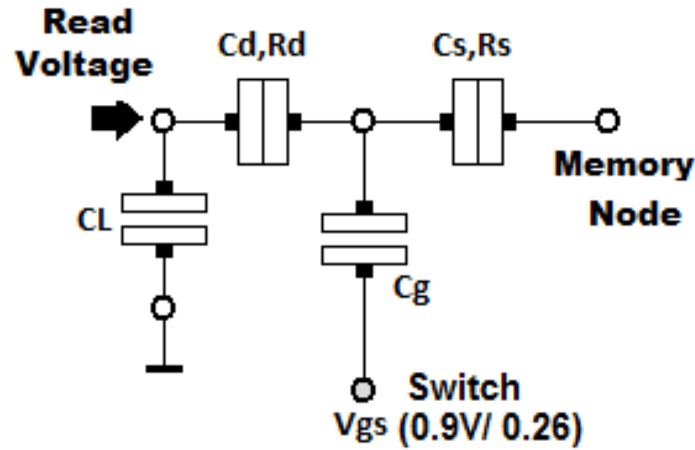 Read
Voltage
Cd,Rd
Cs,Rs
Memory
Node
CL
Cg
Switch
Vgs (0.9V/ 0.26)